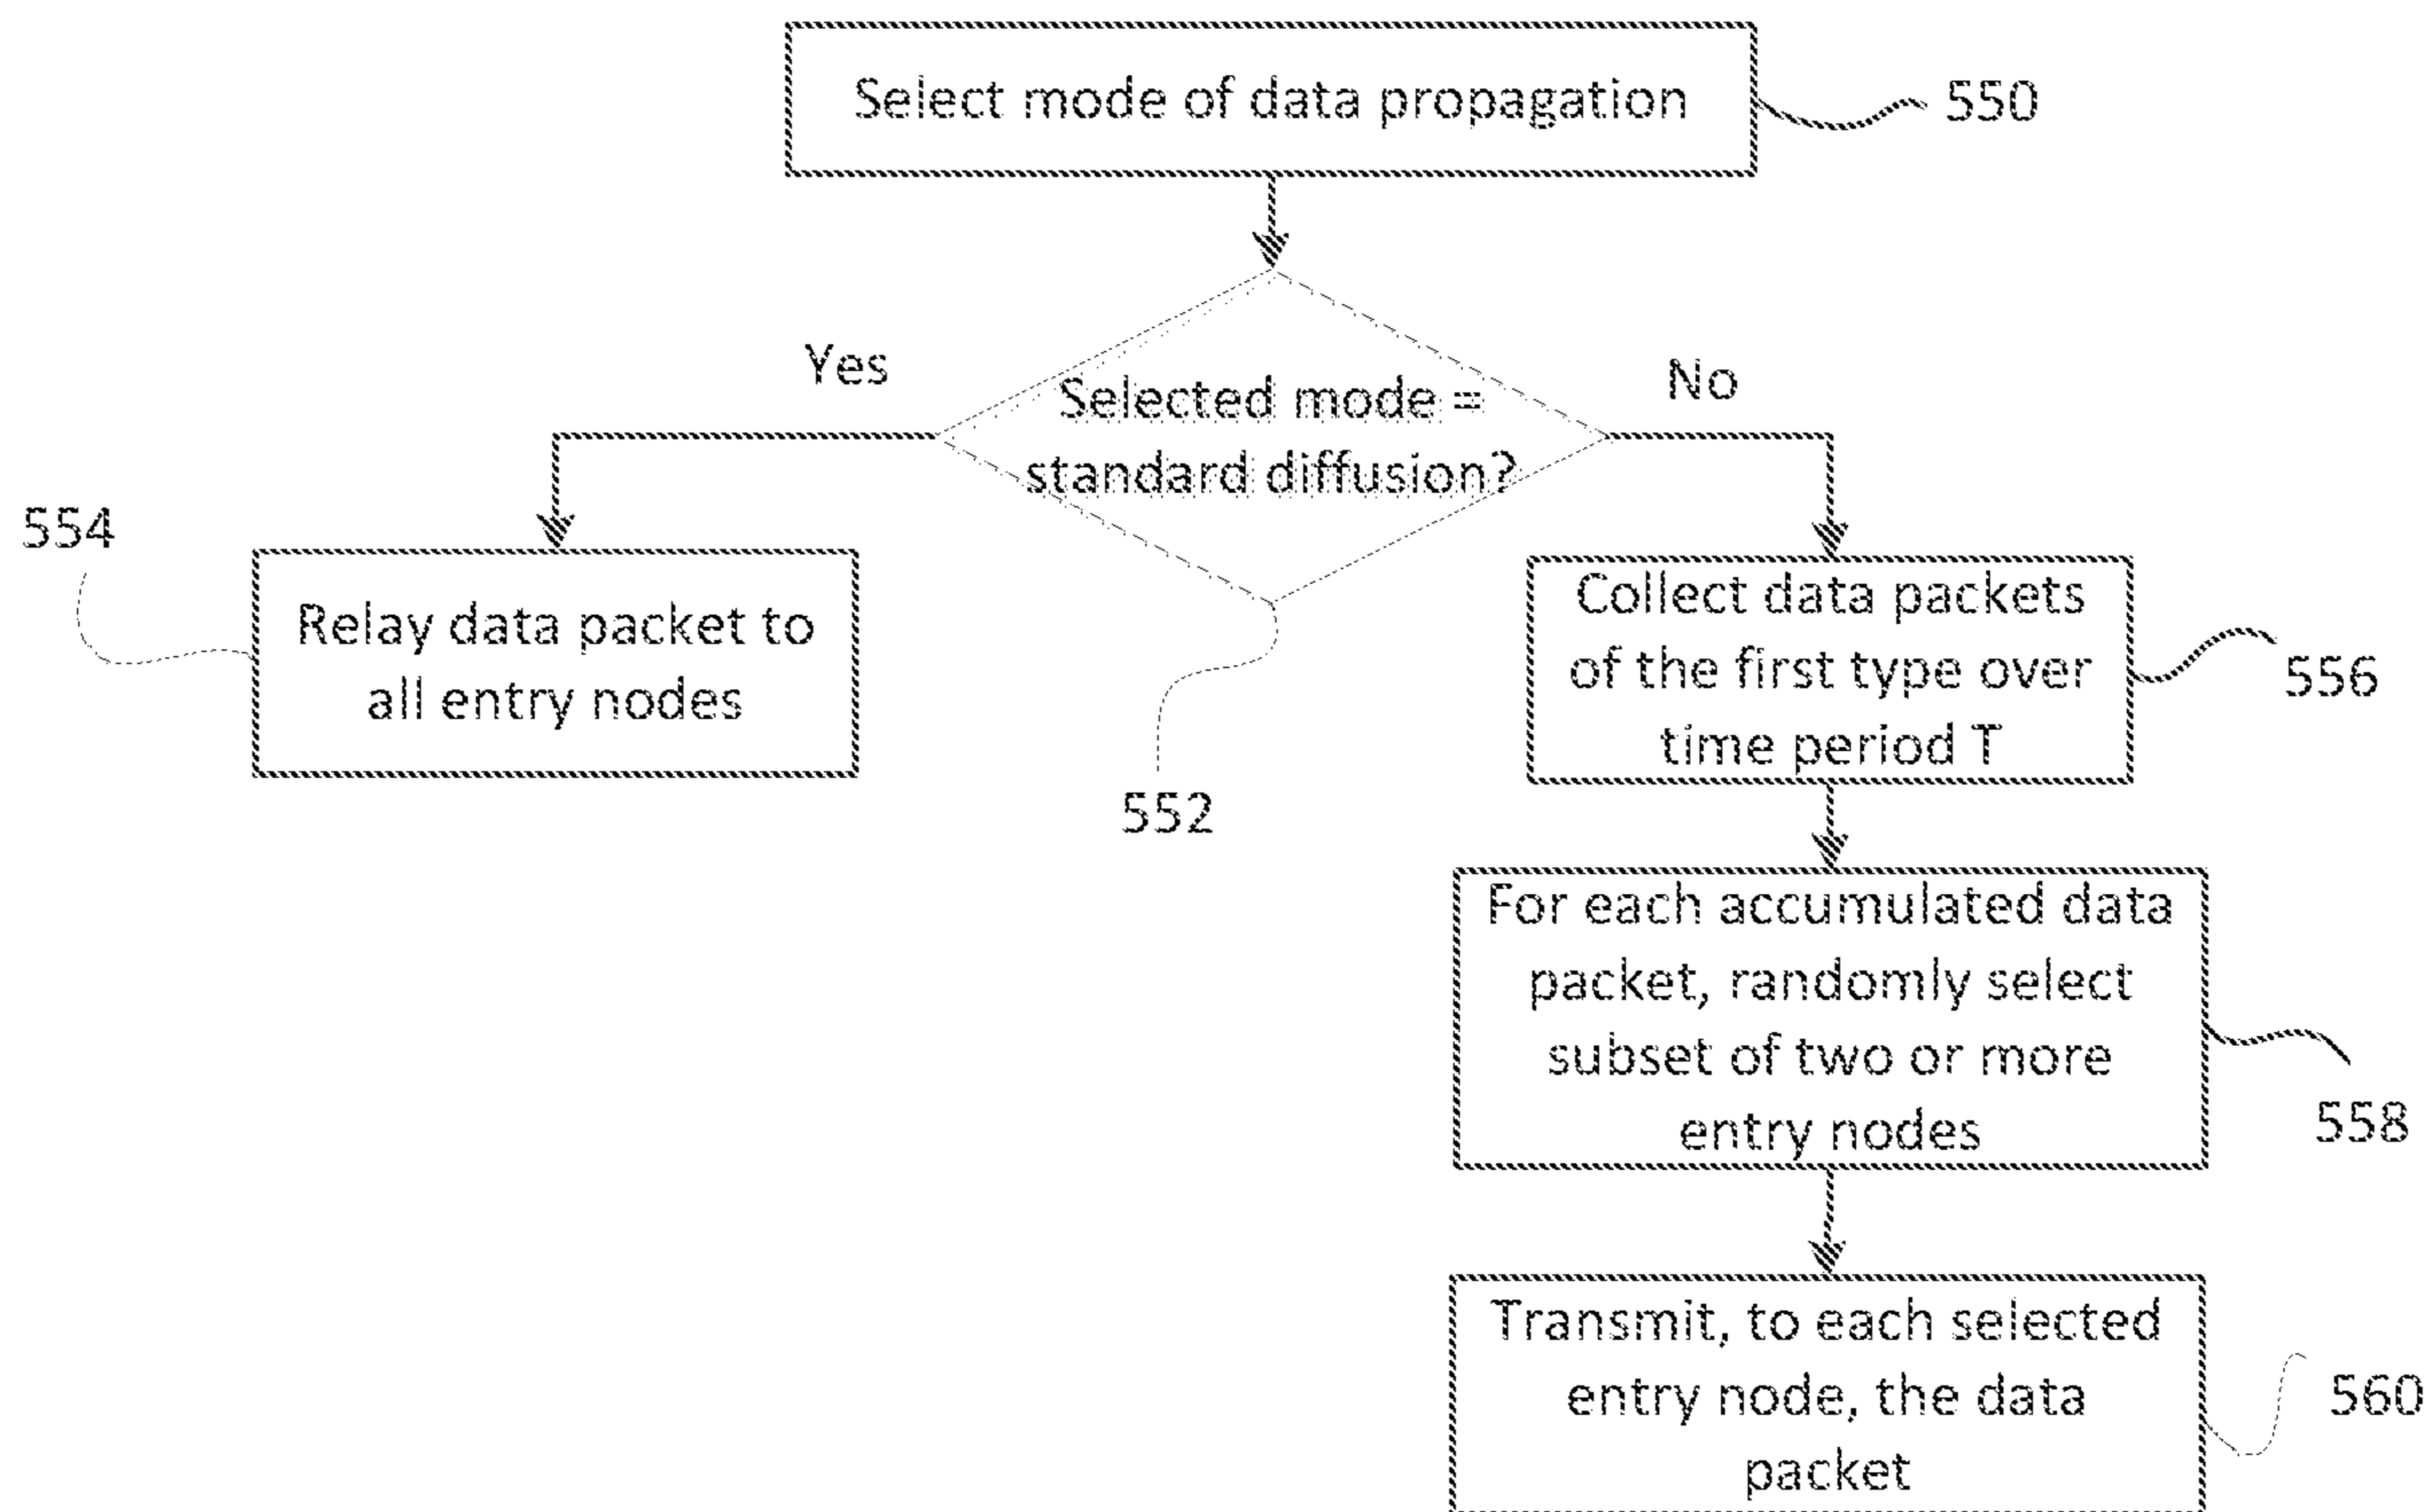 Select mode of data propagation
550
Yes
No
Selected mode =
standard diffusion?
552
554
Relay data packet to
all entry nodes
Collect data packets
of the first type over
time period T
556
For each accumulated data
packet, randomly select
subset of two or more
entry nodes
558
Transmit, to each selected
entry node, the data
packet
560